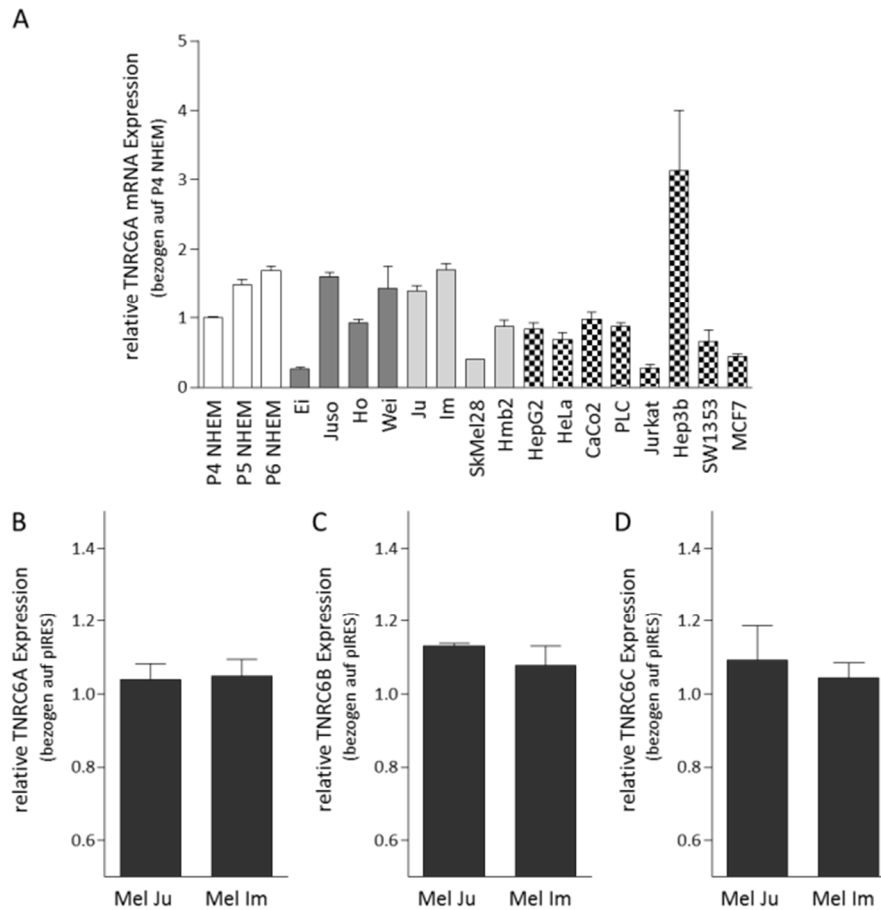 A
relative TNRC6A mRNA Expression
(bezogen auf P4 NHEM)
5
4
3
2
1
0
P4 NHEM
P5 NHEM
P6 NHEM
Ei
Juso
Ho
Wei
Ju
Im
SkMel28
Hmb2
HepG2
HeLa
CaCo2
PLC
Jurkat
Hep3b
SW1353
MCF7
B
relative TNRC6A Expression
(bezogen auf pIRES)
1.4
1.2
1.0
0.8
0.6
Mel Ju
Mel Im
C
relative TNRC6B Expression
(bezogen auf pIRES)
1.4
1.2
1.0
0.8
0.6
Mel Ju
Mel Im
D
relative TNRC6C Expression
(bezogen auf pIRES)
1.4
1.2
1.0
0.8
0.6
Mel Ju
Mel Im